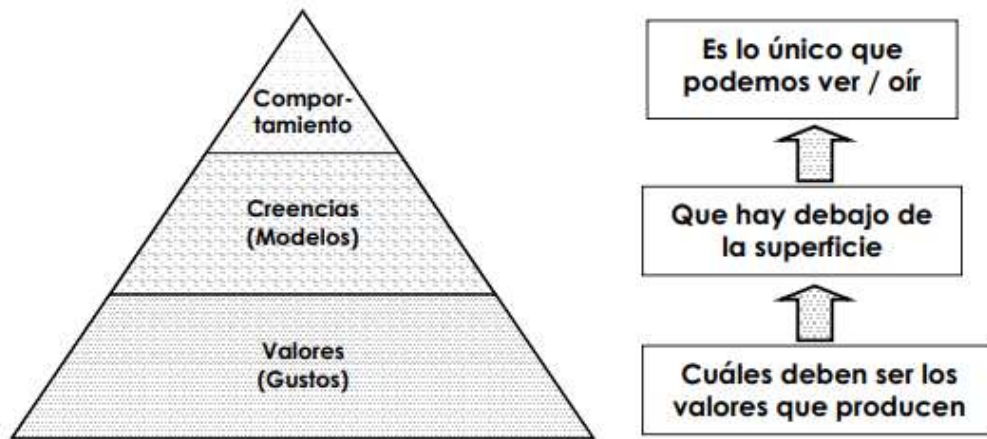 Compor-
tamiento
Creencias
(Modelos)
Valores
(Gustos)
Es lo único que
podemos ver / oír
Que hay debajo de
la superficie
Cuáles deben ser los
valores que producen